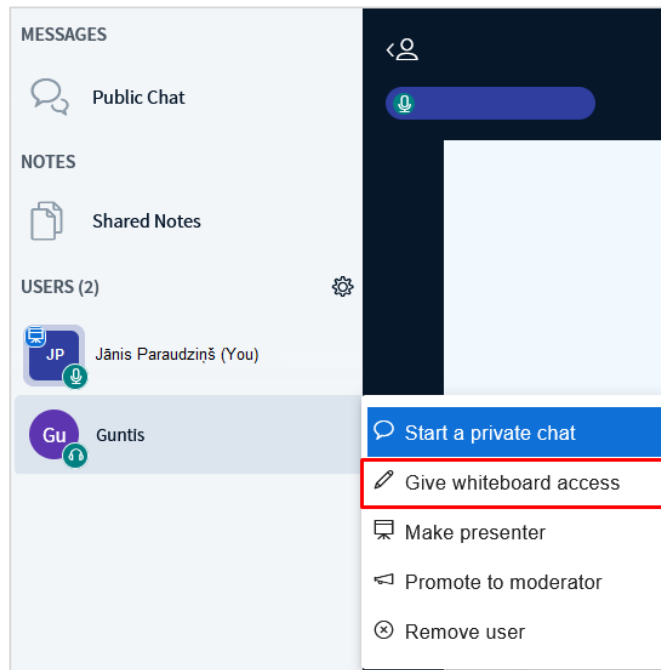 MESSAGES
Public Chat
NOTES
Shared Notes
USERS (2)
JP
Jānis Paraudziņš (You)
Gu
Guntis
Start a private chat
Give whiteboard access
Make presenter
Promote to moderator
Remove user